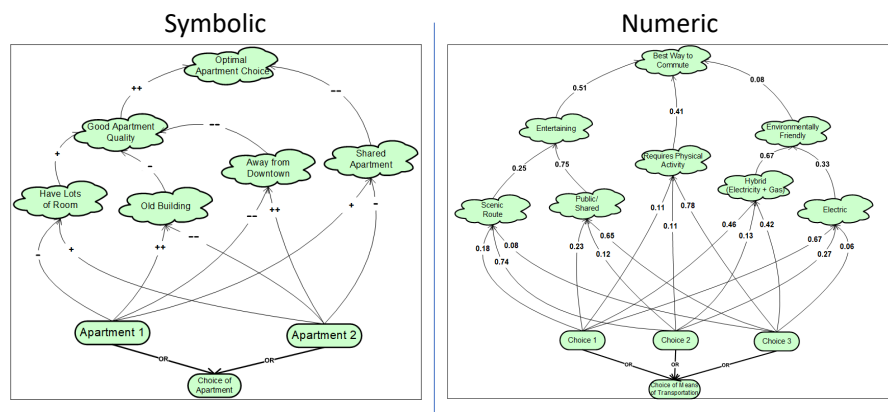 Symbolic
Numeric
Optimal
Apartment Choice
++
--
Good Apartment
Quality
--
+
-
Away from
Downtown
Shared
Apartment
Have Lots
of Room
Old Building
-
+
++
--
--
++
+
-
Apartment 1
Apartment 2
OR
OR
Choice of
Apartment
Best Way to
Commute
0.51
0.08
0.41
Entertaining
Environmentally
Friendly
Requires Physical
Activity
0.25
0.75
0.67
0.33
Hybrid
(Electricity + Gas)
Scenic
Route
Public/
Shared
Electric
0.11
0.78
0.46
0.18
0.08
0.74
0.23
0.65
0.12
0.11
0.13
0.42
0.67
0.27
0.06
Choice 1
Choice 2
Choice 3
OR
OR
OR
Choice of Means
of Transportation